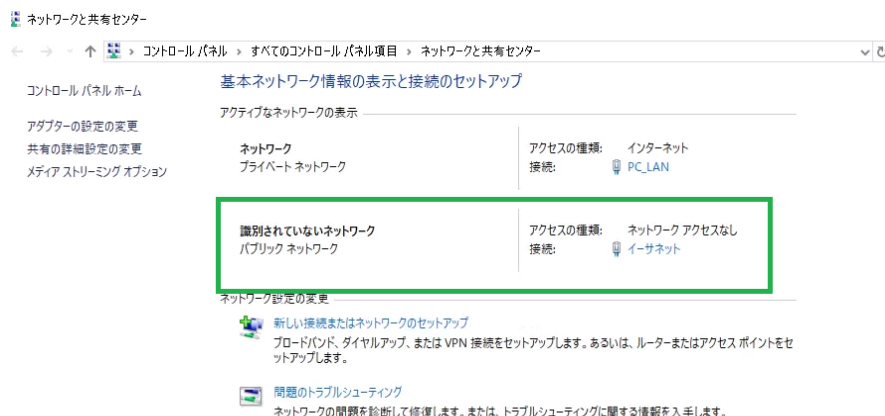 ネットワークと共有センター
コントロール パネル › すべてのコントロール パネル項目 › ネットワークと共有センター
コントロール パネル ホーム
アダプターの設定の変更
共有の詳細設定の変更
メディア ストリーミング オプション
基本ネットワーク情報の表示と接続のセットアップ
アクティブなネットワークの表示
ネットワーク
プライベート ネットワーク
アクセスの種類: インターネット
接続: PC_LAN
識別されていないネットワーク
パブリック ネットワーク
アクセスの種類: ネットワーク アクセスなし
接続: イーサネット
ネットワーク設定の変更
新しい接続またはネットワークのセットアップ
ブロードバンド、ダイヤルアップ、または VPN 接続をセットアップします。あるいは、ルーターまたはアクセス ポイントをセ
ットアップします。
問題のトラブルシューティング
ネットワークの問題を診断して修復します。または、トラブルシューティングに関する情報を入手します。